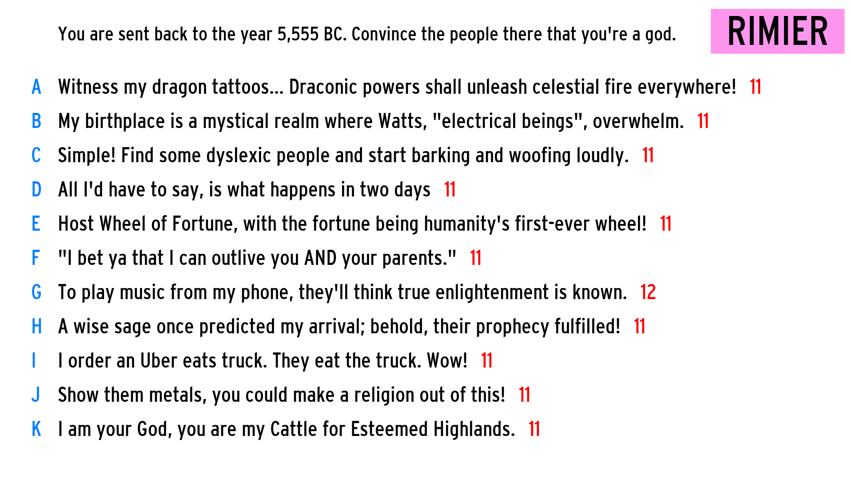 You are sent back to the year 5,555 BC. Convince the people there that you're a god.
RIMIER
A Witness my dragon tattoos... Draconic powers shall unleash celestial fire everywhere! 11
B My birthplace is a mystical realm where Watts, "electrical beings", overwhelm. 11
C Simple! Find some dyslexic people and start barking and woofing loudly. 11
D All I'd have to say, is what happens in two days 11
E Host Wheel of Fortune, with the fortune being humanity's first-ever wheel! 11
F "I bet ya that I can outlive you AND your parents." 11
G To play music from my phone, they'll think true enlightenment is known. 12
H A wise sage once predicted my arrival; behold, their prophecy fulfilled! 11
I I order an Uber eats truck. They eat the truck. Wow! 11
J Show them metals, you could make a religion out of this! 11
K I am your God, you are my Cattle for Esteemed Highlands. 11